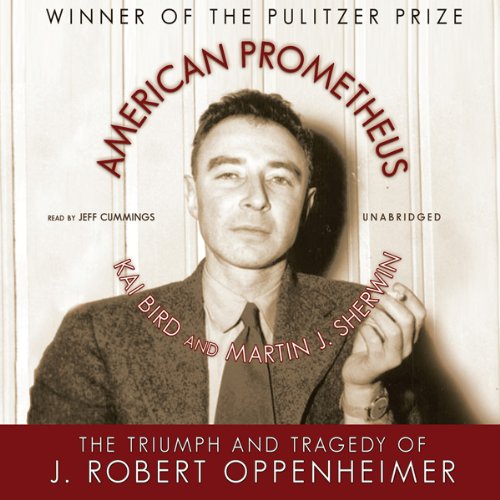 WINNER OF THE PULITZER PRIZE
AMERICAN PROMETHEUS
READ BY JEFF CUMMINGS
UNABRIDGED
KAI BIRD AND MARTIN J. SHERWIN
THE TRIUMPH AND TRAGEDY OF
J. ROBERT OPPENHEIMER